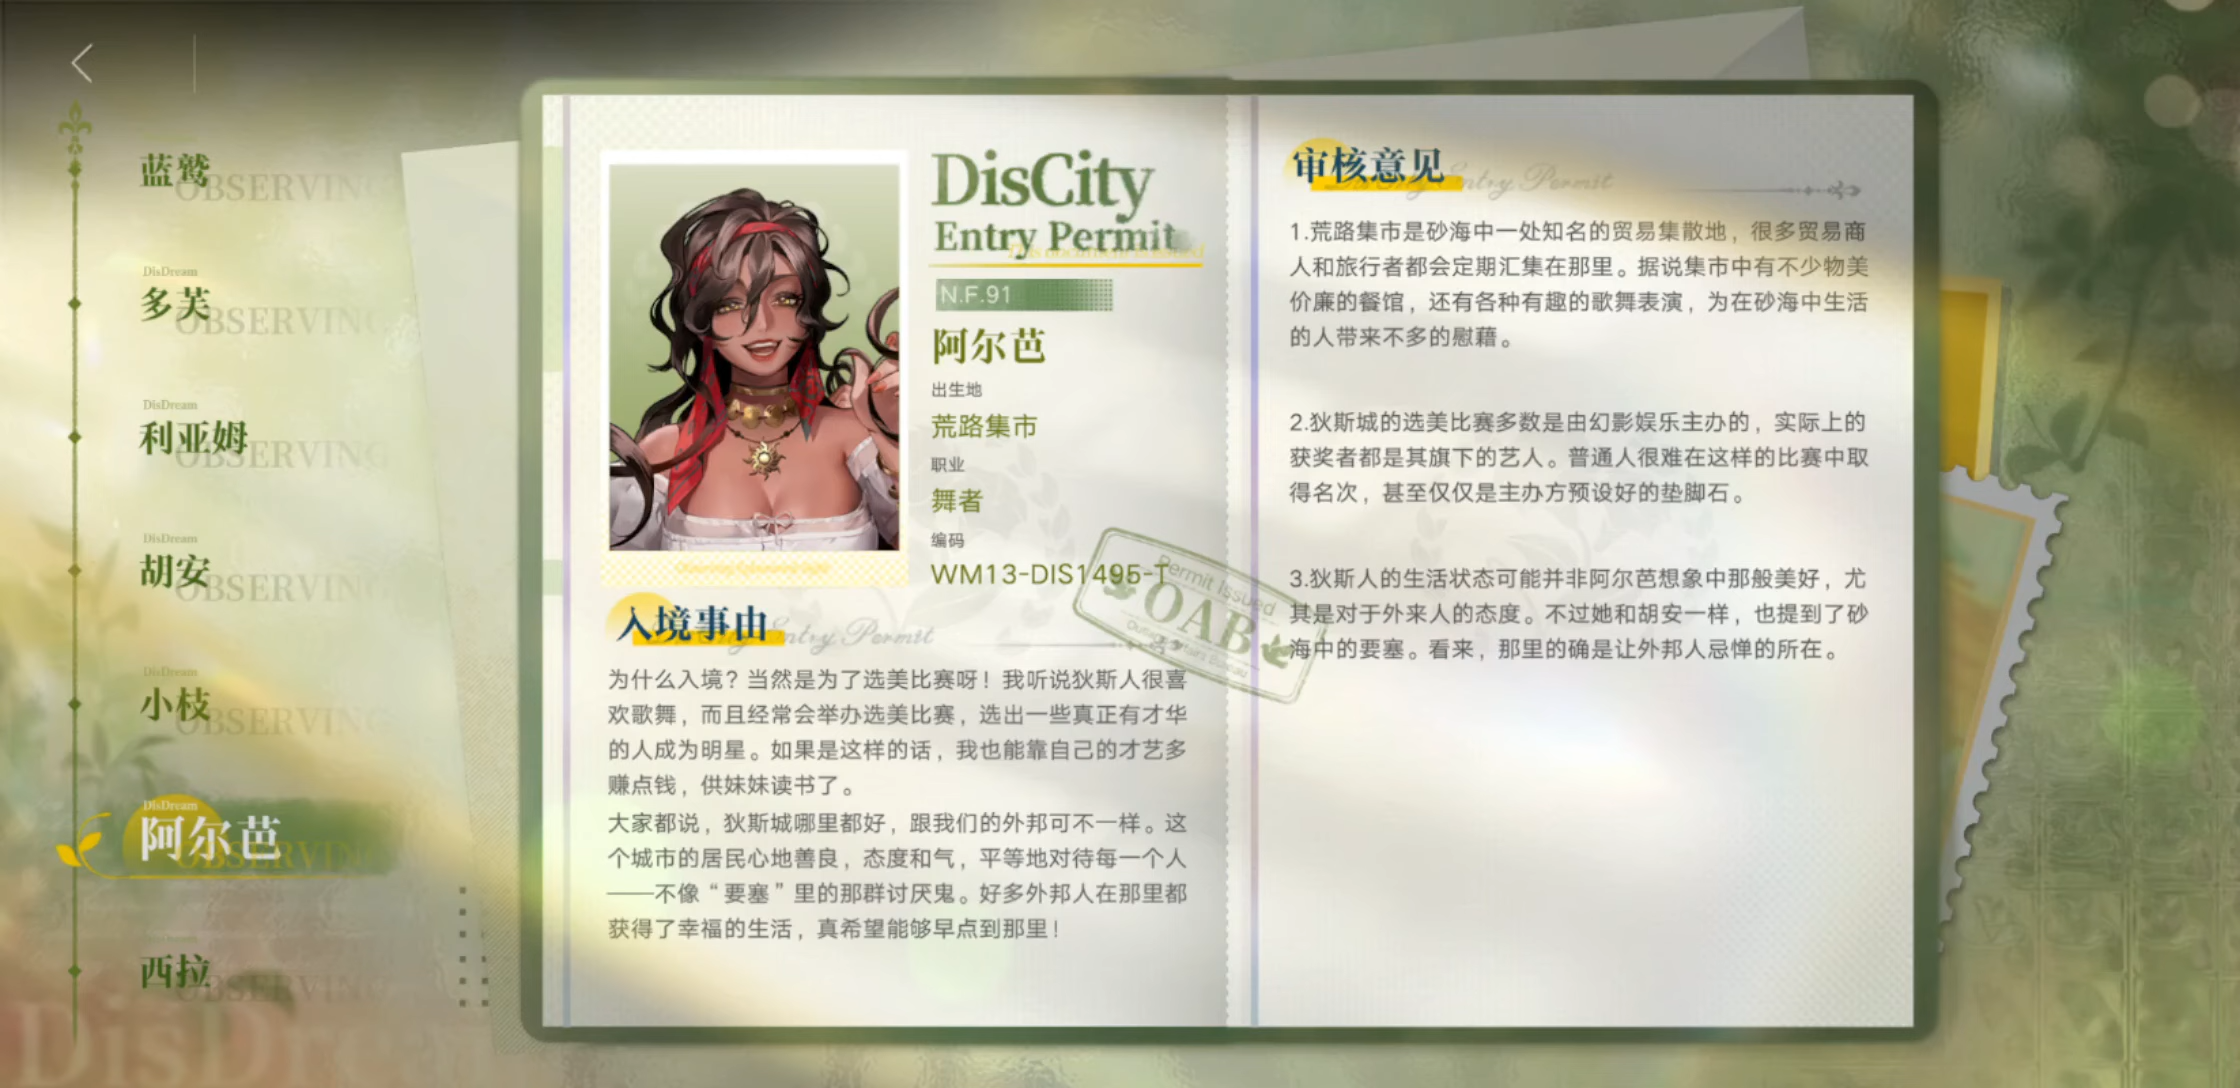 蓝鹫
OBSERVING
DisDream
多芙
OBSERVING
DisDream
利亚姆
OBSERVING
DisDream
胡安
OBSERVING
DisDream
小枝
OBSERVING
DisDream
阿尔芭
OBSERVING
西拉
OBSERVING
DisDream
DisCity
Entry Permit
N.F.91
阿尔芭
出生地
荒路集市
职业
舞者
编码
WM13-DIS1495-T
Permit Issued
OAB
入境事由
Entry Permit
为什么入境?当然是为了选美比赛呀!我听说狄斯人很喜
欢歌舞,而且经常会举办选美比赛,选出一些真正有才华
的人成为明星。如果是这样的话,我也能靠自己的才艺多
赚点钱,供妹妹读书了。
大家都说,狄斯城哪里都好,跟我们的外邦可不一样。这
个城市的居民心地善良,态度和气,平等地对待每一个人
——不像“要塞”里的那群讨厌鬼。好多外邦人在那里都
获得了幸福的生活,真希望能够早点到那里!
审核意见
Entry Permit
1.荒路集市是砂海中一处知名的贸易集散地,很多贸易商
人和旅行者都会定期汇集在那里。据说集市中有不少物美
价廉的餐馆,还有各种有趣的歌舞表演,为在砂海中生活
的人带来不多的慰藉。
2.狄斯城的选美比赛多数是由幻影娱乐主办的,实际上的
获奖者都是其旗下的艺人。普通人很难在这样的比赛中取
得名次,甚至仅仅是主办方预设好的垫脚石。
3.狄斯人的生活状态可能并非阿尔芭想象中那般美好,尤
其是对于外来人的态度。不过她和胡安一样,也提到了砂
海中的要塞。看来,那里的确是让外邦人忌惮的所在。